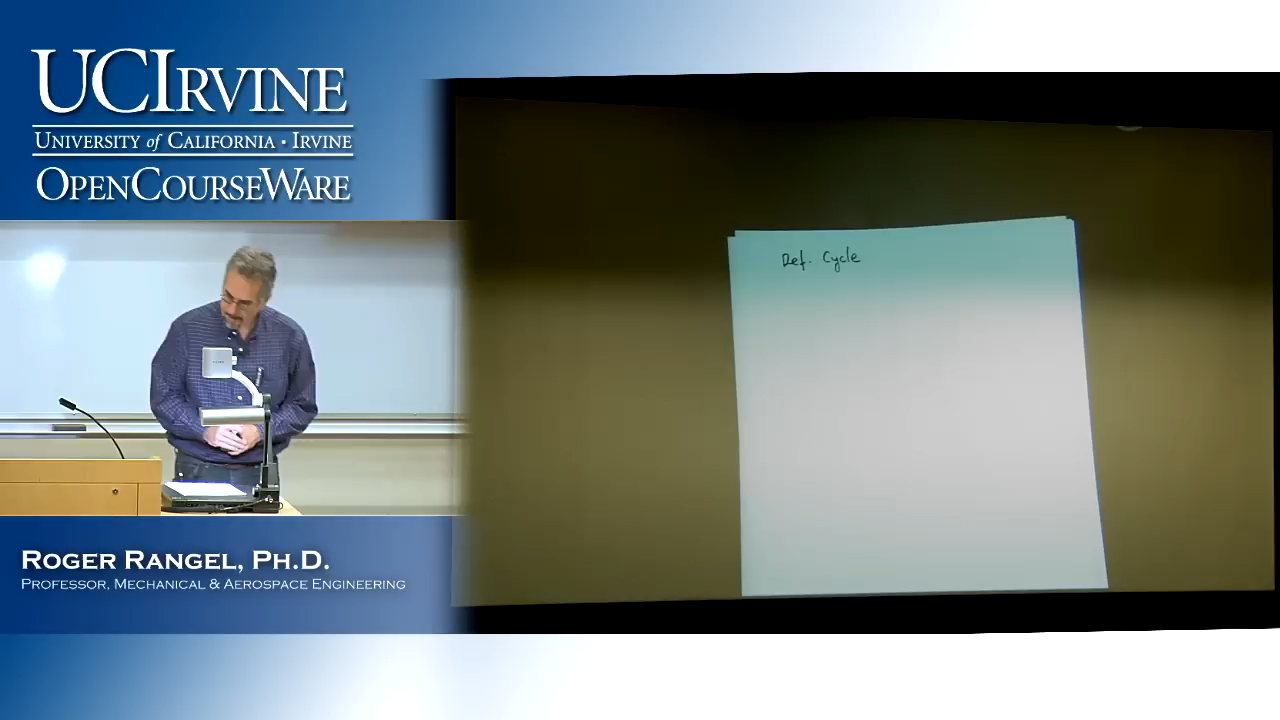 UCIRVINE
UNIVERSITY of CALIFORNIA · IRVINE
OPENCOURSEWARE
Ref. Cycle
ROGER RANGEL, PH.D.
PROFESSOR, MECHANICAL & AEROSPACE ENGINEERING